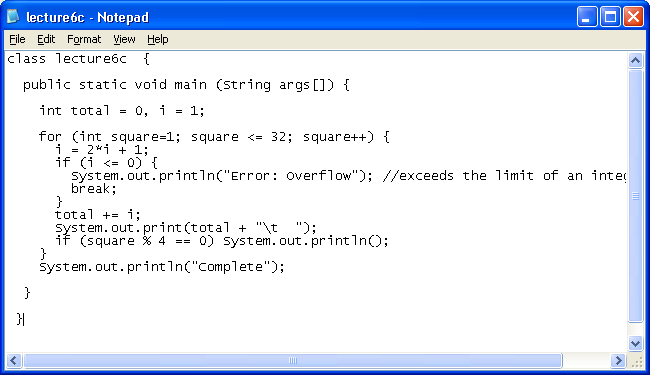 lecture6c - Notepad
File Edit Format View Help
class lecture6c  {
  public static void main (String args[]) {
    int total = 0, i = 1;
    for (int square=1; square <= 32; square++) {
      i = 2*i + 1;
      if (i <= 0) {
        System.out.println("Error: Overflow"); //exceeds the limit of an
        break;
      }
      total += i;
      System.out.print(total + "\t  ");
      if (square % 4 == 0) System.out.println();
    }
    System.out.println("Complete");
  }
 }